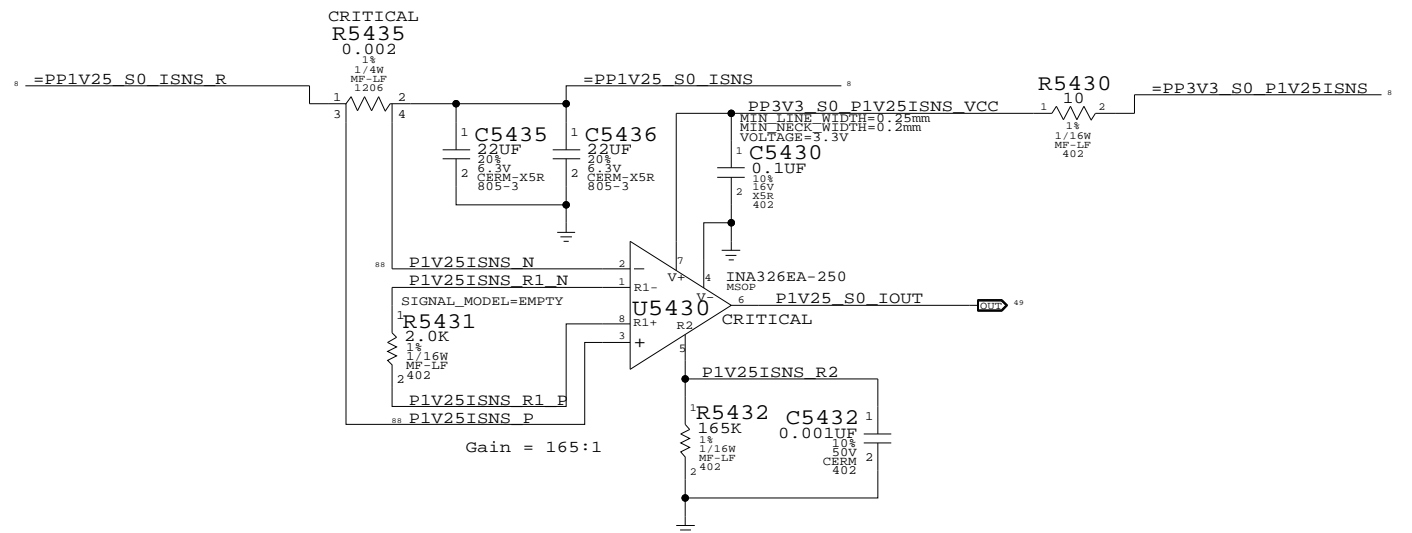 CRITICAL
R5435
0.002
1%
1/4W
MF-LF
1206
8 =PP1V25_S0_ISNS_R
=PP1V25_S0_ISNS 8
1 2
3 4
R5430
10
1 2
1%
1/16W
MF-LF
402
=PP3V3_S0_P1V25ISNS 8
PP3V3_S0_P1V25ISNS_VCC
MIN_LINE_WIDTH=0.25mm
MIN_NECK_WIDTH=0.2mm
VOLTAGE=3.3V
1 C5435
22UF
20%
6.3V
2 CERM-X5R
805-3
1 C5436
22UF
20%
6.3V
2 CERM-X5R
805-3
1 C5430
0.1UF
10%
16V
2 X5R
402
88 P1V25ISNS_N 2
P1V25ISNS_R1_N 1
SIGNAL_MODEL=EMPTY
1 R5431
2.0K
1%
1/16W
MF-LF
2 402
P1V25ISNS_R1_P
88 P1V25ISNS_P
8
3
−
R1-
R1+
+
7
V+
4
V-
U5430
R2
5
INA326EA-250
MSOP
6 P1V25_S0_IOUT OUT 49
CRITICAL
P1V25ISNS_R2
1 R5432
165K
1%
1/16W
MF-LF
2 402
C5432 1
0.001UF
10%
50V
CERM 2
402
Gain = 165:1